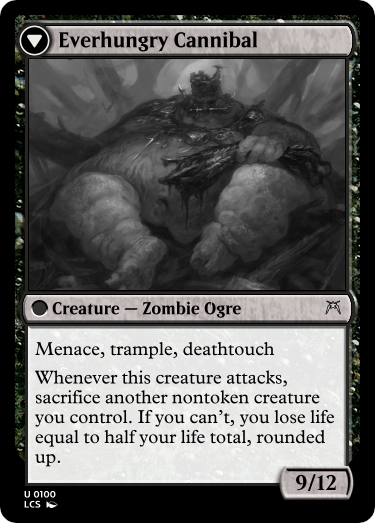 Everhungry Cannibal
Creature — Zombie Ogre
Menace, trample, deathtouch
Whenever this creature attacks,
sacrifice another nontoken creature
you control. If you can't, you lose life
equal to half your life total, rounded
up.
9/12
U 0100
LCS